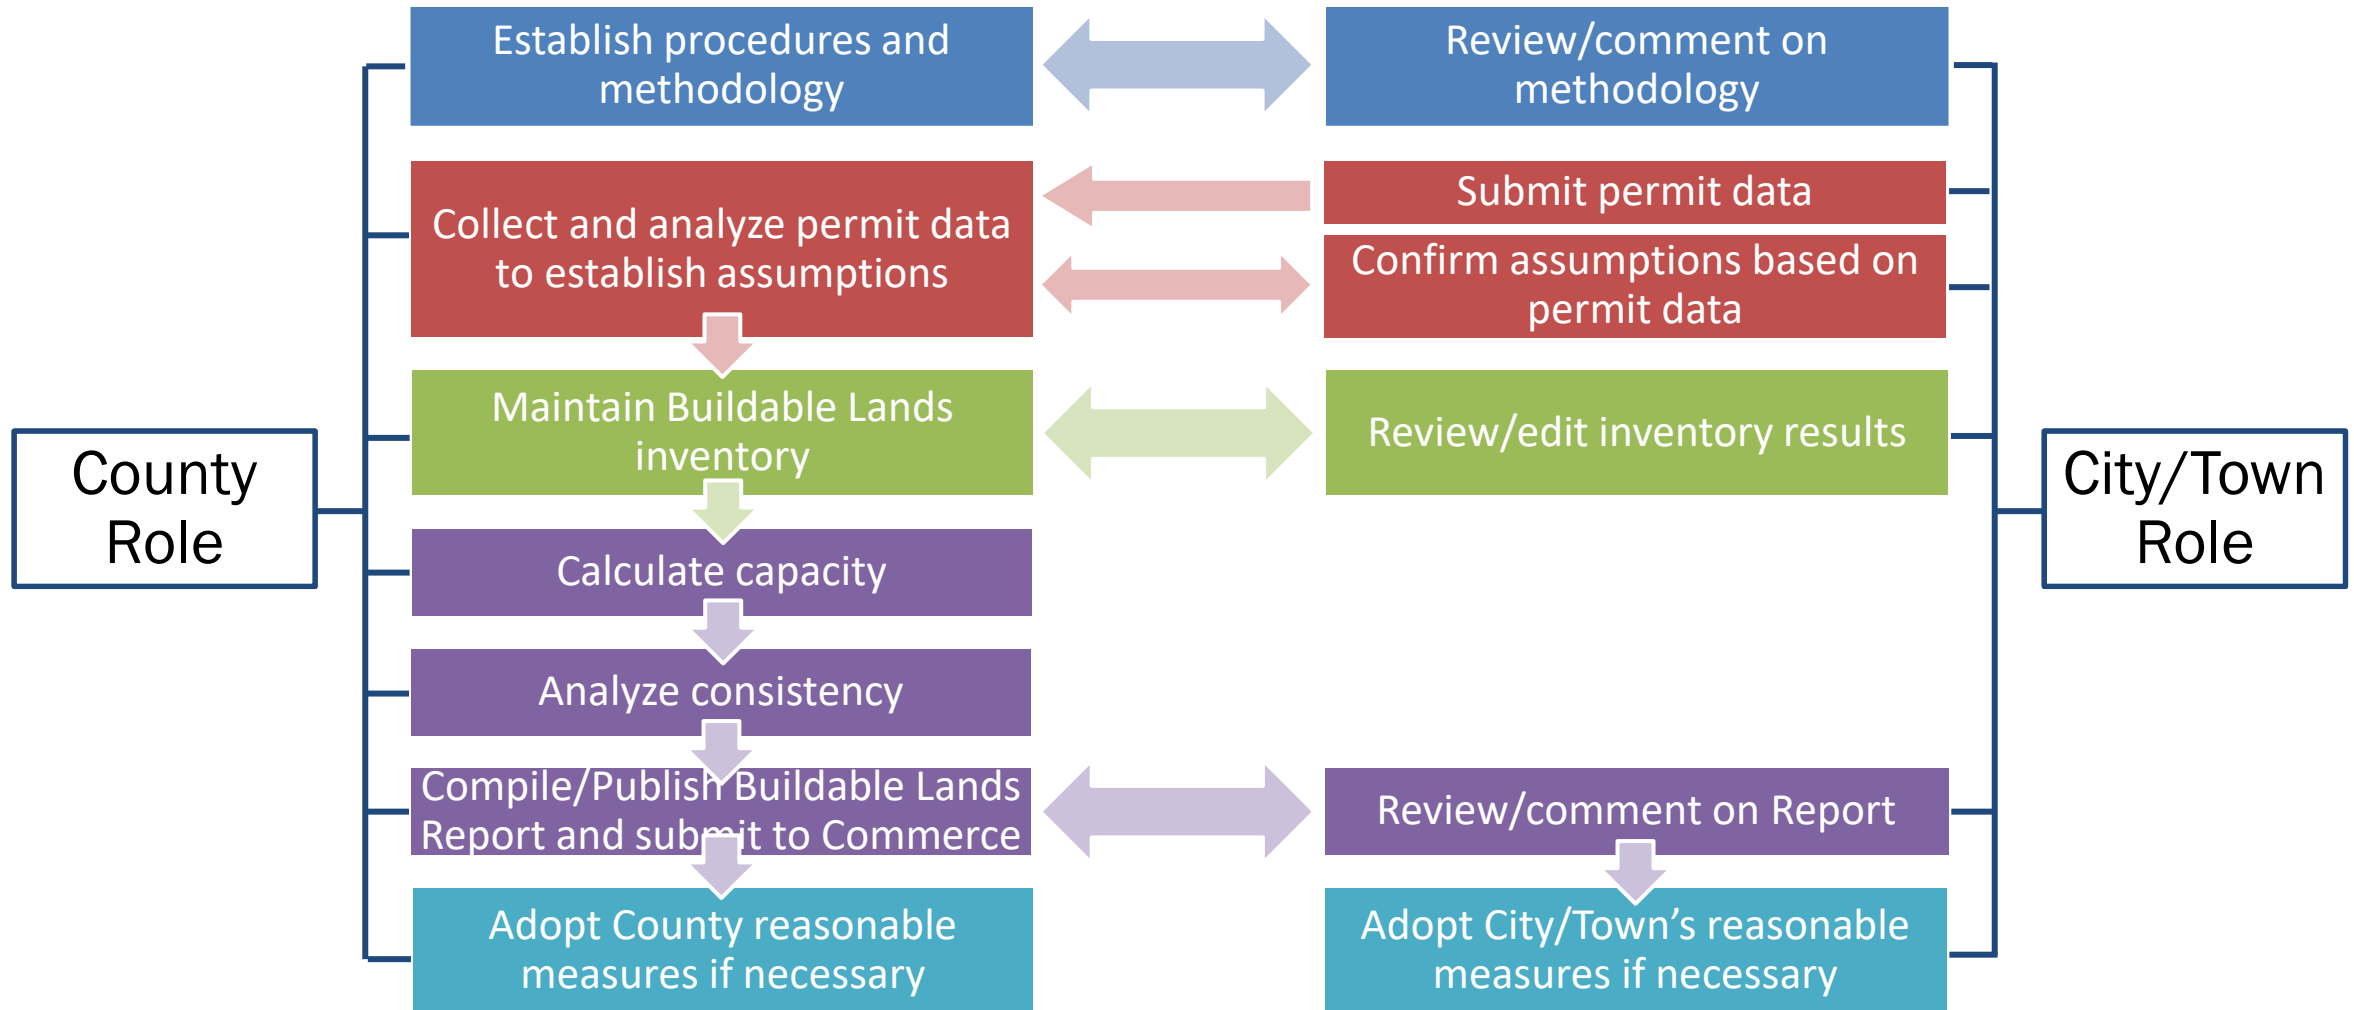 Establish procedures and
methodology
Review/comment on
methodology
Collect and analyze permit data
to establish assumptions
Submit permit data
Confirm assumptions based on
permit data
Maintain Buildable Lands
inventory
Review/edit inventory results
County
Role
City/Town
Role
Calculate capacity
Analyze consistency
Compile/Publish Buildable Lands
Report and submit to Commerce
Review/comment on Report
Adopt County reasonable
measures if necessary
Adopt City/Town’s reasonable
measures if necessary